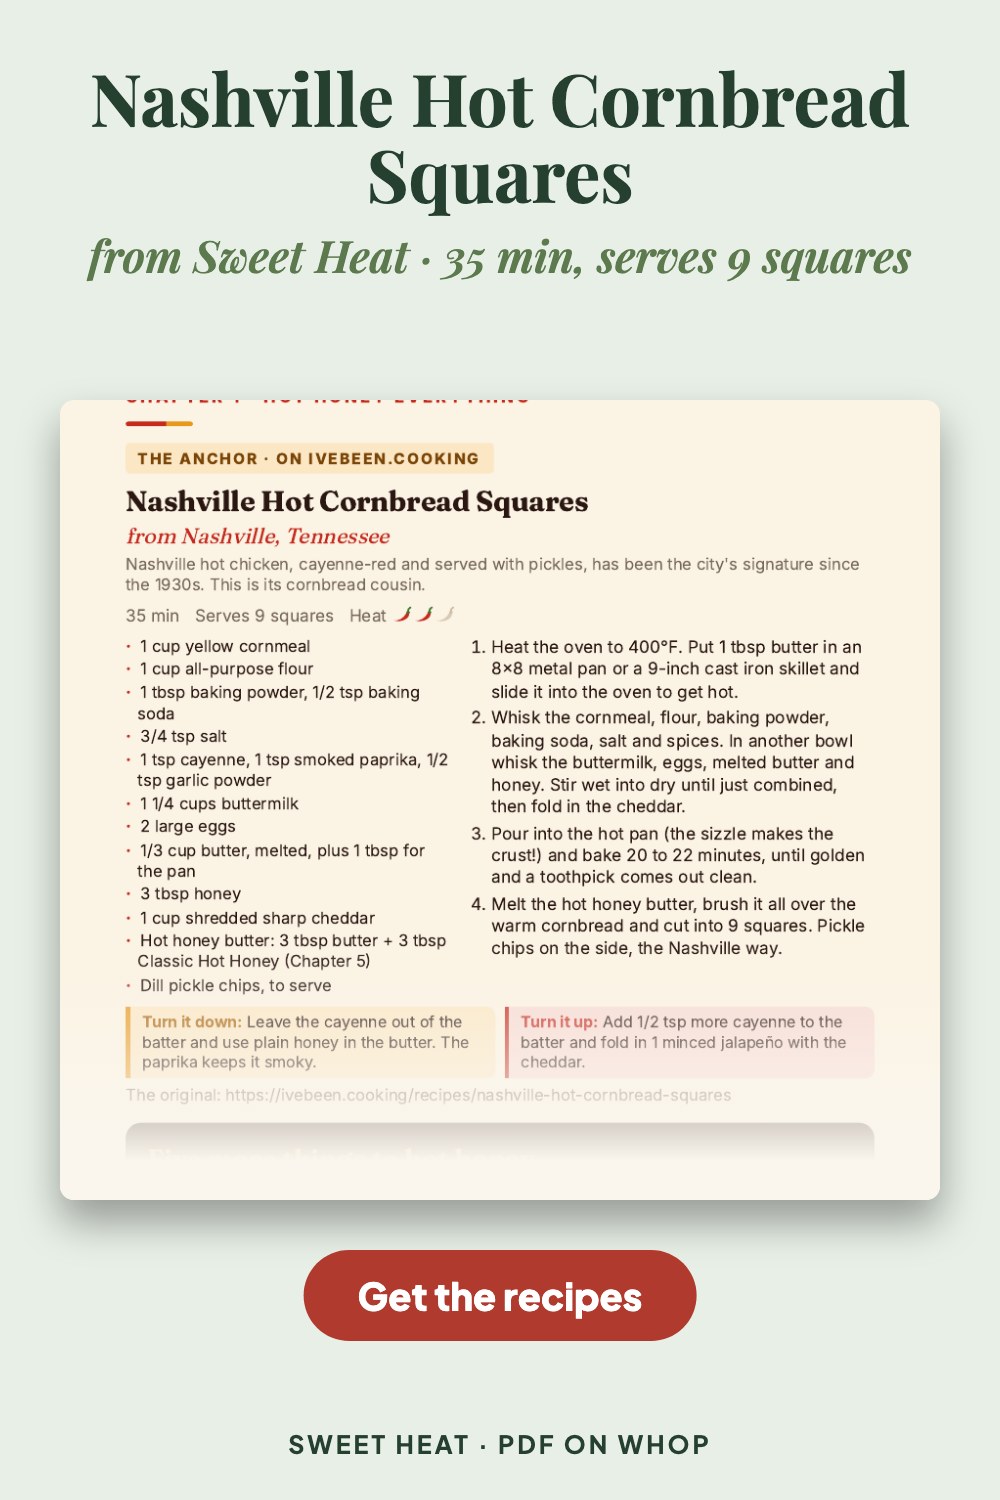 Nashville Hot Cornbread
Squares
from Sweet Heat · 35 min, serves 9 squares
THE ANCHOR · ON IVEBEEN.COOKING
Nashville Hot Cornbread Squares
from Nashville, Tennessee
Nashville hot chicken, cayenne-red and served with pickles, has been the city's signature since
the 1930s. This is its cornbread cousin.
35 min Serves 9 squares Heat
· 1 cup yellow cornmeal
· 1 cup all-purpose flour
· 1 tbsp baking powder, 1/2 tsp baking
soda
· 3/4 tsp salt
· 1 tsp cayenne, 1 tsp smoked paprika, 1/2
tsp garlic powder
· 1 1/4 cups buttermilk
· 2 large eggs
· 1/3 cup butter, melted, plus 1 tbsp for
the pan
· 3 tbsp honey
· 1 cup shredded sharp cheddar
· Hot honey butter: 3 tbsp butter + 3 tbsp
Classic Hot Honey (Chapter 5)
· Dill pickle chips, to serve
1. Heat the oven to 400°F. Put 1 tbsp butter in an
8×8 metal pan or a 9-inch cast iron skillet and
slide it into the oven to get hot.
2. Whisk the cornmeal, flour, baking powder,
baking soda, salt and spices. In another bowl
whisk the buttermilk, eggs, melted butter and
honey. Stir wet into dry until just combined,
then fold in the cheddar.
3. Pour into the hot pan (the sizzle makes the
crust!) and bake 20 to 22 minutes, until golden
and a toothpick comes out clean.
4. Melt the hot honey butter, brush it all over the
warm cornbread and cut into 9 squares. Pickle
chips on the side, the Nashville way.
Turn it down: Leave the cayenne out of the
batter and use plain honey in the butter. The
paprika keeps it smoky.
Turn it up: Add 1/2 tsp more cayenne to the
batter and fold in 1 minced jalapeño with the
cheddar.
The original: https://ivebeen.cooking/recipes/nashville-hot-cornbread-squares
Get the recipes
SWEET HEAT · PDF ON WHOP